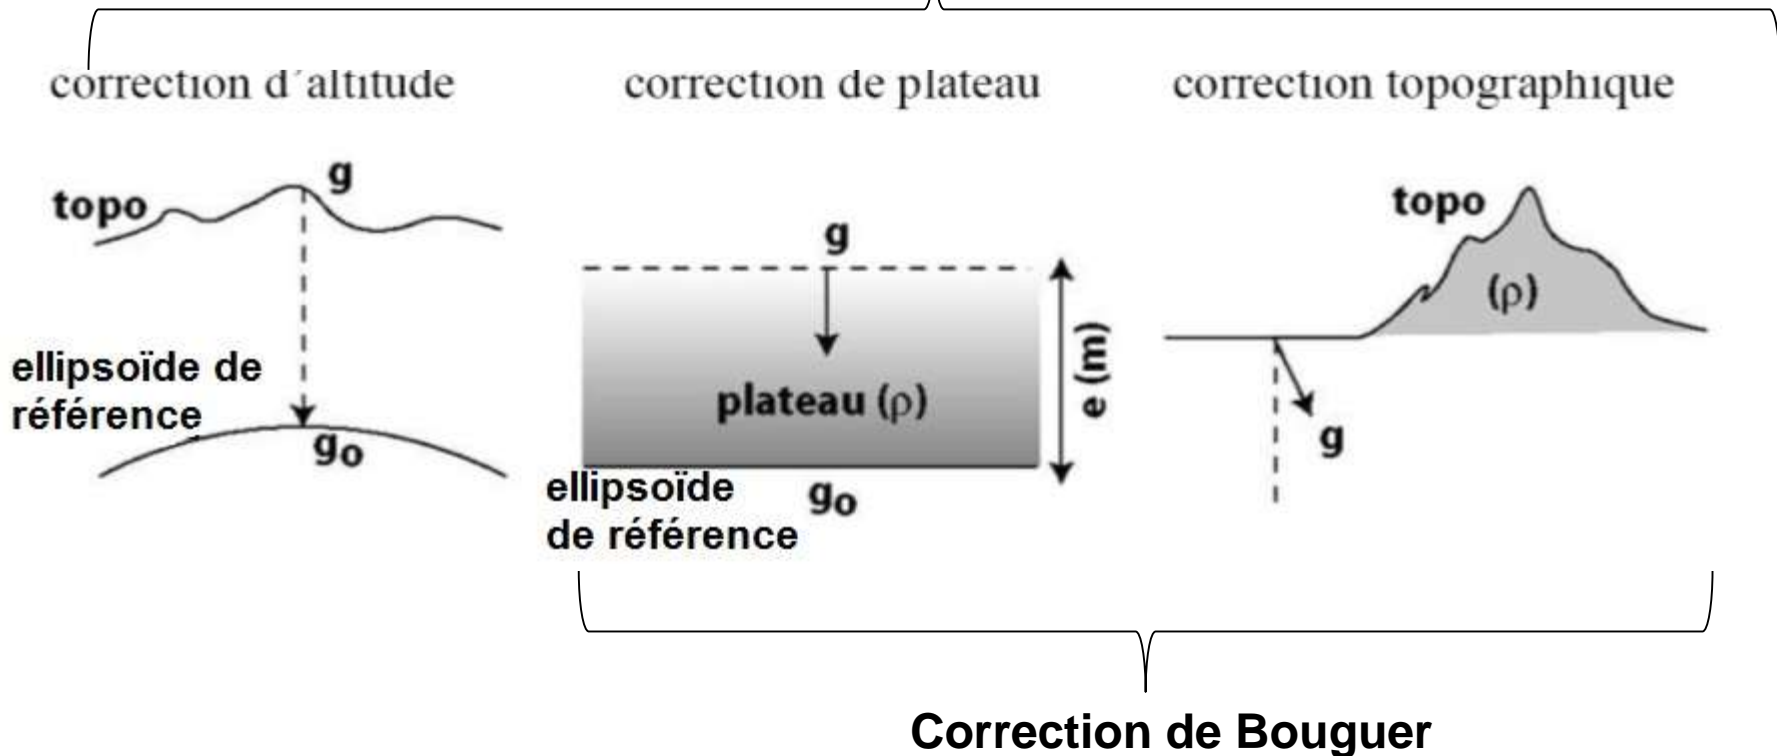 correction d'altitude
correction de plateau
correction topographique
g
topo
ellipsoïde de
référence
go
g
plateau (ρ)
e (m)
ellipsoïde
de référence
go
topo
(ρ)
g
Correction de Bouguer